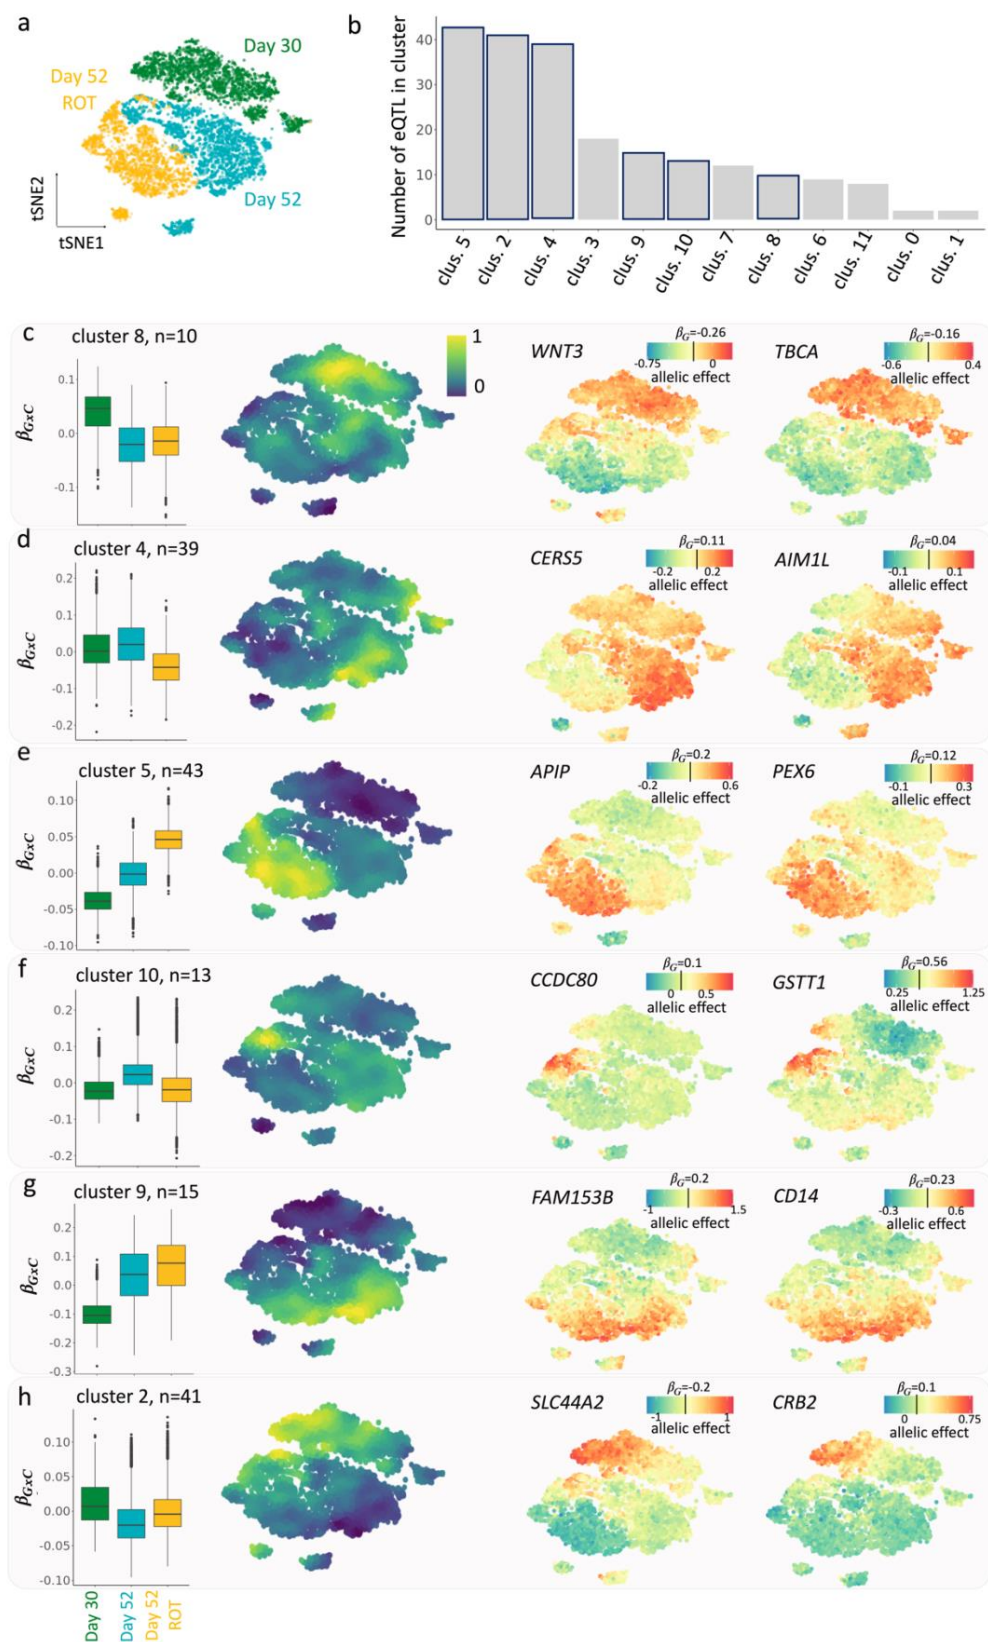 a
Day 30
Day 52
ROT
Day 52
tSNE2
tSNE1
b
Number of eQTL in cluster
40
30
20
10
0
clus. 5
clus. 2
clus. 4
clus. 3
clus. 9
clus. 10
clus. 7
clus. 8
clus. 6
clus. 11
clus. 0
clus. 1
c
cluster 8, n=10
βGxC
0.1
0.0
-0.1
1
0
WNT3
βG=-0.26
-0.75 0
allelic effect
TBCA
βG=-0.16
-0.6 0.4
allelic effect
d
cluster 4, n=39
βGxC
0.2
0.1
0.0
-0.1
-0.2
CERS5
βG=0.11
-0.2 0.2
allelic effect
AIM1L
βG=0.04
-0.1 0.1
allelic effect
e
cluster 5, n=43
βGxC
0.10
0.05
0.00
-0.05
-0.10
APIP
βG=0.2
-0.2 0.6
allelic effect
PEX6
βG=0.12
-0.1 0.3
allelic effect
f
cluster 10, n=13
βGxC
0.2
0.1
0.0
-0.1
-0.2
CCDC80
βG=0.1
0 0.5
allelic effect
GSTT1
βG=0.56
0.25 1.25
allelic effect
g
cluster 9, n=15
βGxC
0.2
0.1
0.0
-0.1
-0.2
-0.3
FAM153B
βG=0.2
-1 1.5
allelic effect
CD14
βG=0.23
-0.3 0.6
allelic effect
h
cluster 2, n=41
βGxC
0.10
0.05
0.00
-0.05
-0.10
SLC44A2
βG=-0.2
-1 1
allelic effect
CRB2
βG=0.1
0 0.75
allelic effect
Day 30
Day 52
Day 52
ROT